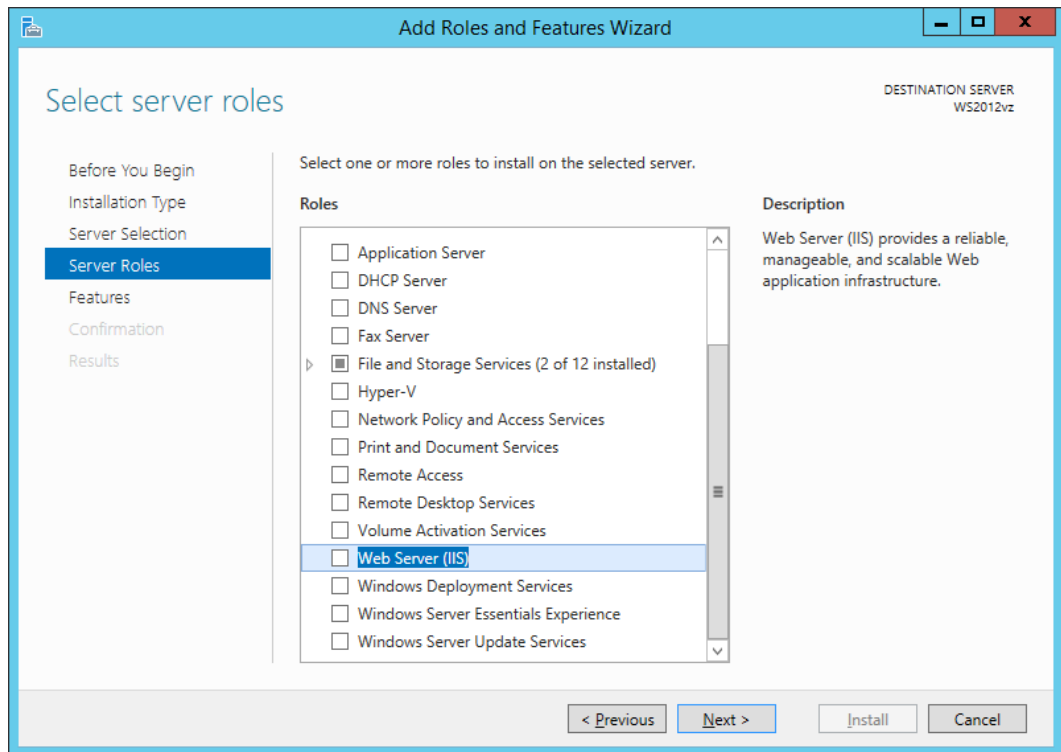 Add Roles and Features Wizard
Select server roles
DESTINATION SERVER
WS2012vz
Before You Begin
Installation Type
Server Selection
Server Roles
Features
Confirmation
Results
Select one or more roles to install on the selected server.
Roles
Application Server
DHCP Server
DNS Server
Fax Server
File and Storage Services (2 of 12 installed)
Hyper-V
Network Policy and Access Services
Print and Document Services
Remote Access
Remote Desktop Services
Volume Activation Services
Web Server (IIS)
Windows Deployment Services
Windows Server Essentials Experience
Windows Server Update Services
Description
Web Server (IIS) provides a reliable,
manageable, and scalable Web
application infrastructure.
< Previous
Next >
Install
Cancel